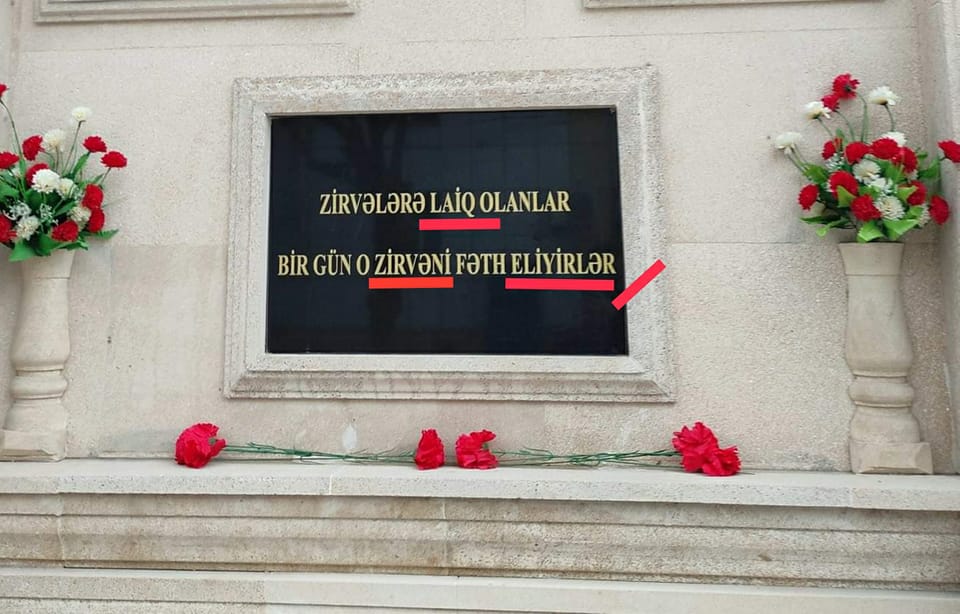 ZİRVƏLƏRƏ LAİQ OLANLAR
BİR GÜN O ZİRVƏNİ FƏTH ELİYİRLƏR